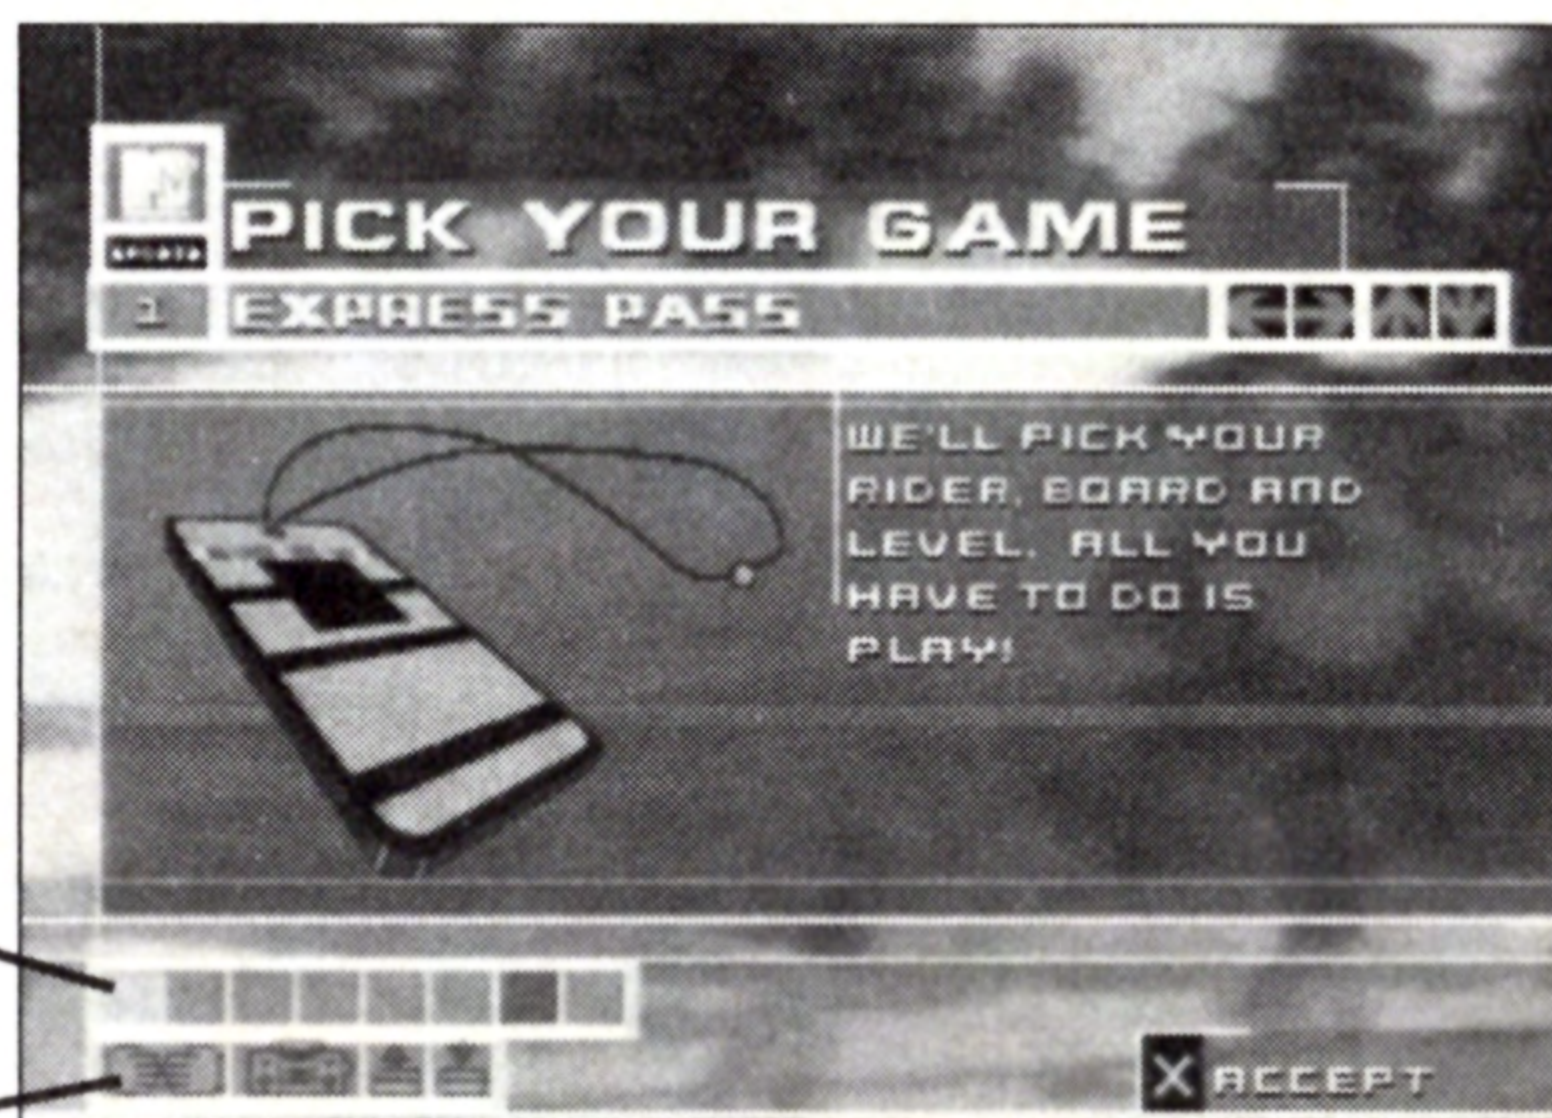 PICK YOUR GAME
SPORTS
1 EXPRESS PASS
WE'LL PICK YOUR
RIDER, BOARD AND
LEVEL. ALL YOU
HAVE TO DO IS
PLAY!
X ACCEPT